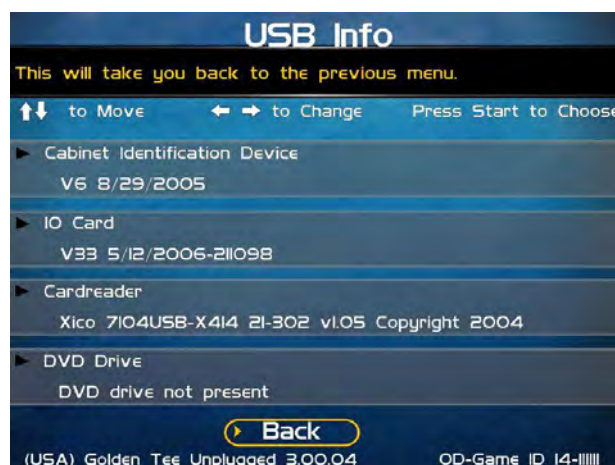 USB Info
This will take you back to the previous menu.
to Move to Change Press Start to Choose
Cabinet Identification Device
V6 8/29/2005
IO Card
V33 5/12/2006-211098
Cardreader
Xico 7104USB-X414 21-302 v1.05 Copyright 2004
DVD Drive
DVD drive not present
Back
(USA) Golden Tee Unplugged 3.00.04 OD-Game ID 14-111111